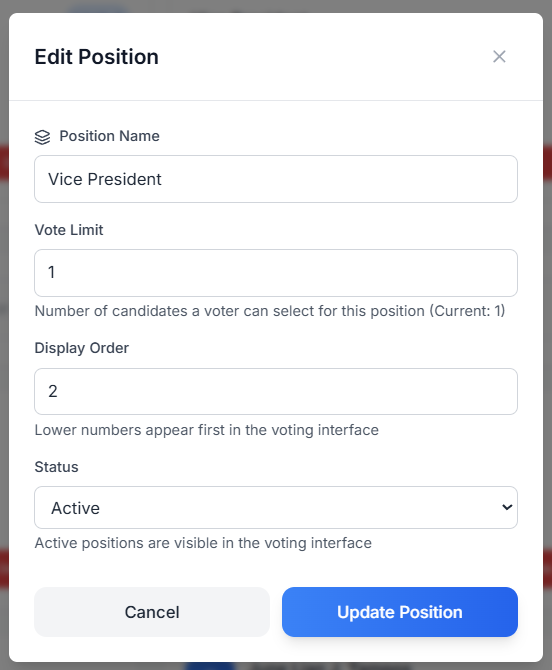 Edit Position
Position Name
Vice President
Vote Limit
1
Number of candidates a voter can select for this position (Current: 1)
Display Order
2
Lower numbers appear first in the voting interface
Status
Active
Active positions are visible in the voting interface
Cancel
Update Position